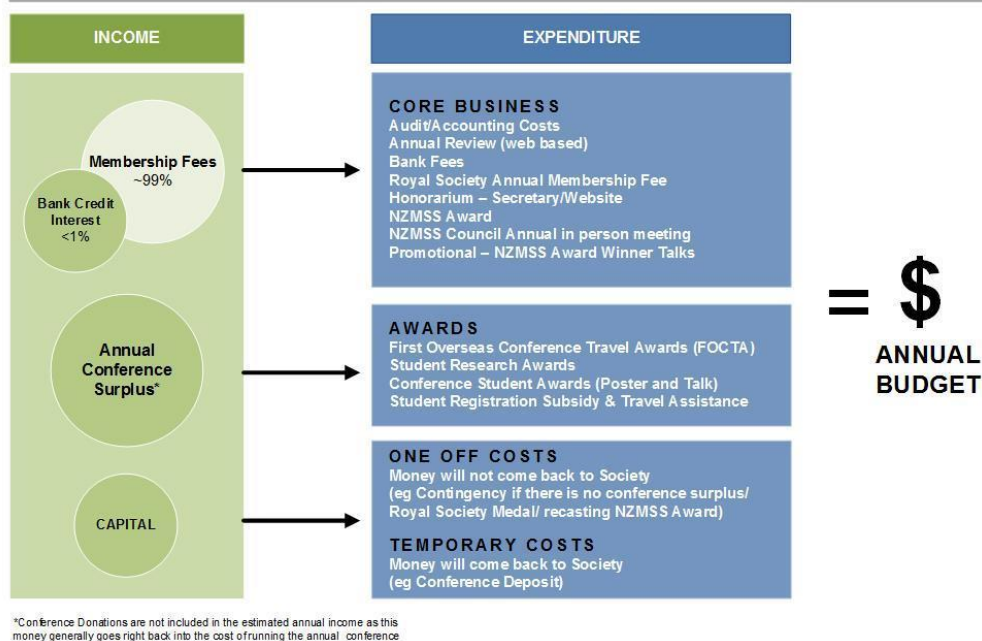 INCOME
EXPENDITURE
Membership Fees
~99%
Bank Credit
Interest
<1%
Annual
Conference
Surplus*
CAPITAL
CORE BUSINESS
Audit/Accounting Costs
Annual Review (web based)
Bank Fees
Royal Society Annual Membership Fee
Honorarium – Secretary/Website
NZMSS Award
NZMSS Council Annual in person meeting
Promotional – NZMSS Award Winner Talks
AWARDS
First Overseas Conference Travel Awards (FOCTA)
Student Research Awards
Conference Student Awards (Poster and Talk)
Student Registration Subsidy & Travel Assistance
ONE OFF COSTS
Money will not come back to Society
(eg Contingency if there is no conference surplus/
Royal Society Medal/ recasting NZMSS Award)
TEMPORARY COSTS
Money will come back to Society
(eg Conference Deposit)
= $
ANNUAL
BUDGET
*Conference Donations are not included in the estimated annual income as this
money generally goes right back into the cost of running the annual conference